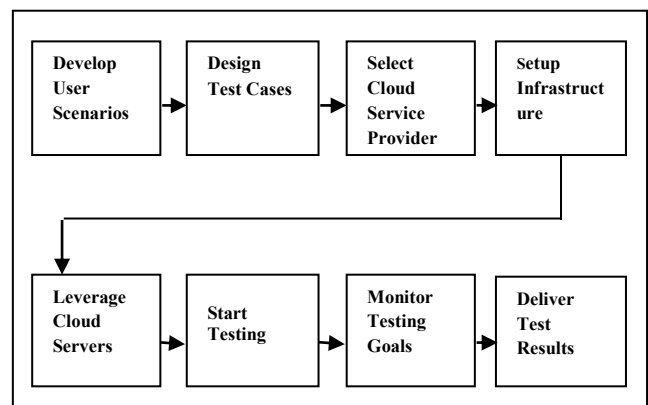 Develop
User
Scenarios
Design
Test Cases
Select
Cloud
Service
Provider
Setup
Infrastruct
ure
Leverage
Cloud
Servers
Start
Testing
Monitor
Testing
Goals
Deliver
Test
Results